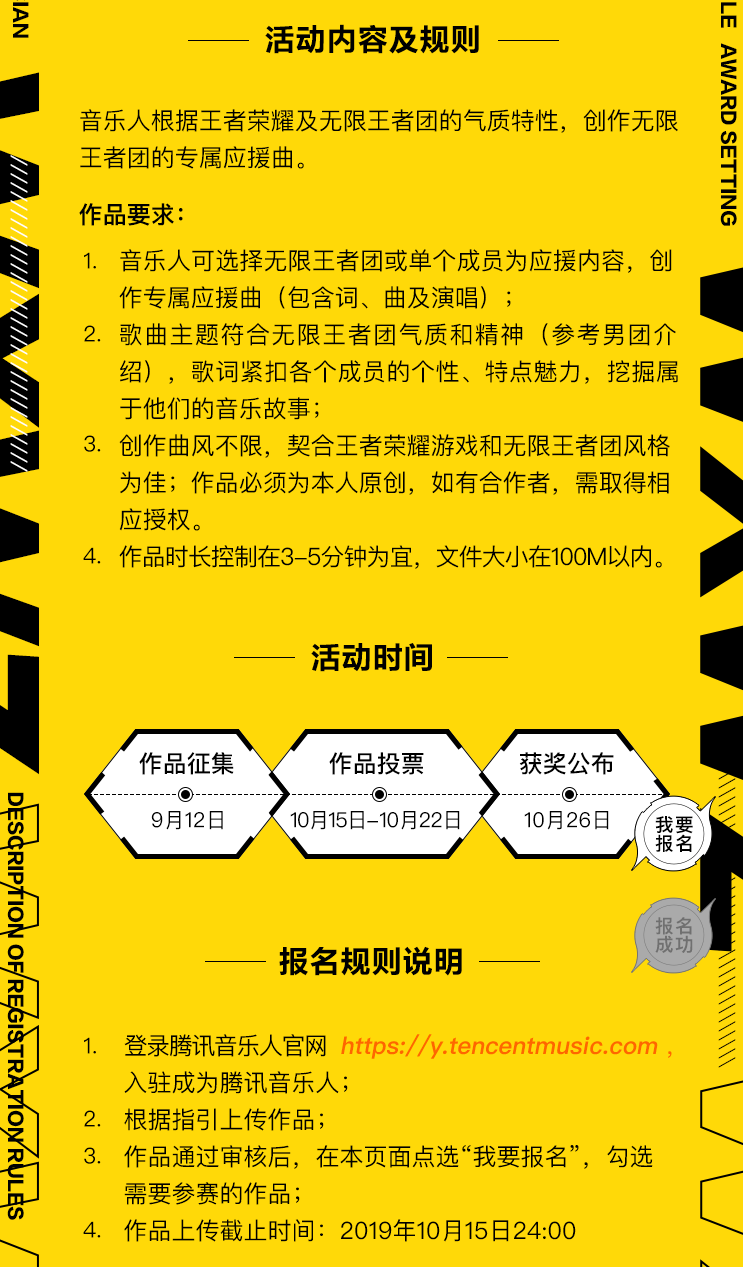 IAN
LE AWARD SETTING
活动内容及规则
音乐人根据王者荣耀及无限王者团的气质特性，创作无限
王者团的专属应援曲。
作品要求：
1. 音乐人可选择无限王者团或单个成员为应援内容，创
作专属应援曲（包含词、曲及演唱）；
2. 歌曲主题符合无限王者团气质和精神（参考男团介
绍），歌词紧扣各个成员的个性、特点魅力，挖掘属
于他们的音乐故事；
3. 创作曲风不限，契合王者荣耀游戏和无限王者团风格
为佳；作品必须为本人原创，如有合作者，需取得相
应授权。
4. 作品时长控制在3–5分钟为宜，文件大小在100M以内。
活动时间
作品征集
9月12日
作品投票
10月15日–10月22日
获奖公布
10月26日
我要
报名
报名
成功
DESCRIPTION OF REGISTRATION RULES
报名规则说明
1. 登录腾讯音乐人官网 https://y.tencentmusic.com，
入驻成为腾讯音乐人；
2. 根据指引上传作品；
3. 作品通过审核后，在本页面点选“我要报名”，勾选
需要参赛的作品；
4. 作品上传截止时间：2019年10月15日24:00